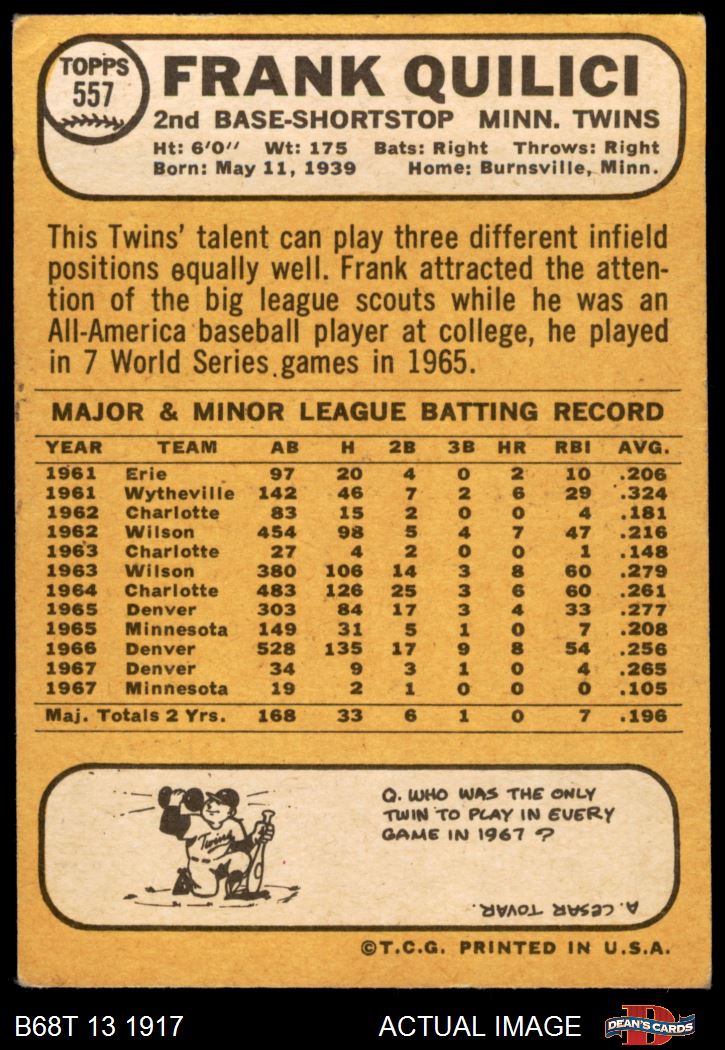 TOPPS
557
FRANK QUILICI
2nd BASE-SHORTSTOP MINN. TWINS
Ht: 6'0" Wt: 175 Bats: Right Throws: Right
Born: May 11, 1939 Home: Burnsville, Minn.
This Twins' talent can play three different infield
positions equally well. Frank attracted the atten-
tion of the big league scouts while he was an
All-America baseball player at college, he played
in 7 World Series games in 1965.
MAJOR & MINOR LEAGUE BATTING RECORD
YEAR TEAM AB H 2B 3B HR RBI AVG.
1961 Erie 97 20 4 0 2 10 .206
1961 Wytheville 142 46 7 2 6 29 .324
1962 Charlotte 83 15 2 0 0 4 .181
1962 Wilson 454 98 5 4 7 47 .216
1963 Charlotte 27 4 2 0 0 1 .148
1963 Wilson 380 106 14 3 8 60 .279
1964 Charlotte 483 126 25 3 6 60 .261
1965 Denver 303 84 17 3 4 33 .277
1965 Minnesota 149 31 5 1 0 7 .208
1966 Denver 528 135 17 9 8 54 .256
1967 Denver 34 9 3 1 0 4 .265
1967 Minnesota 19 2 1 0 0 0 .105
Maj. Totals 2 Yrs. 168 33 6 1 0 7 .196
Twins
Q. WHO WAS THE ONLY
TWIN TO PLAY IN EVERY
GAME IN 1967 ?
A. CESAR TOVAR.
©T.C.G. PRINTED IN U.S.A.
B68T 13 1917 ACTUAL IMAGE
D
DEAN'S CARDS